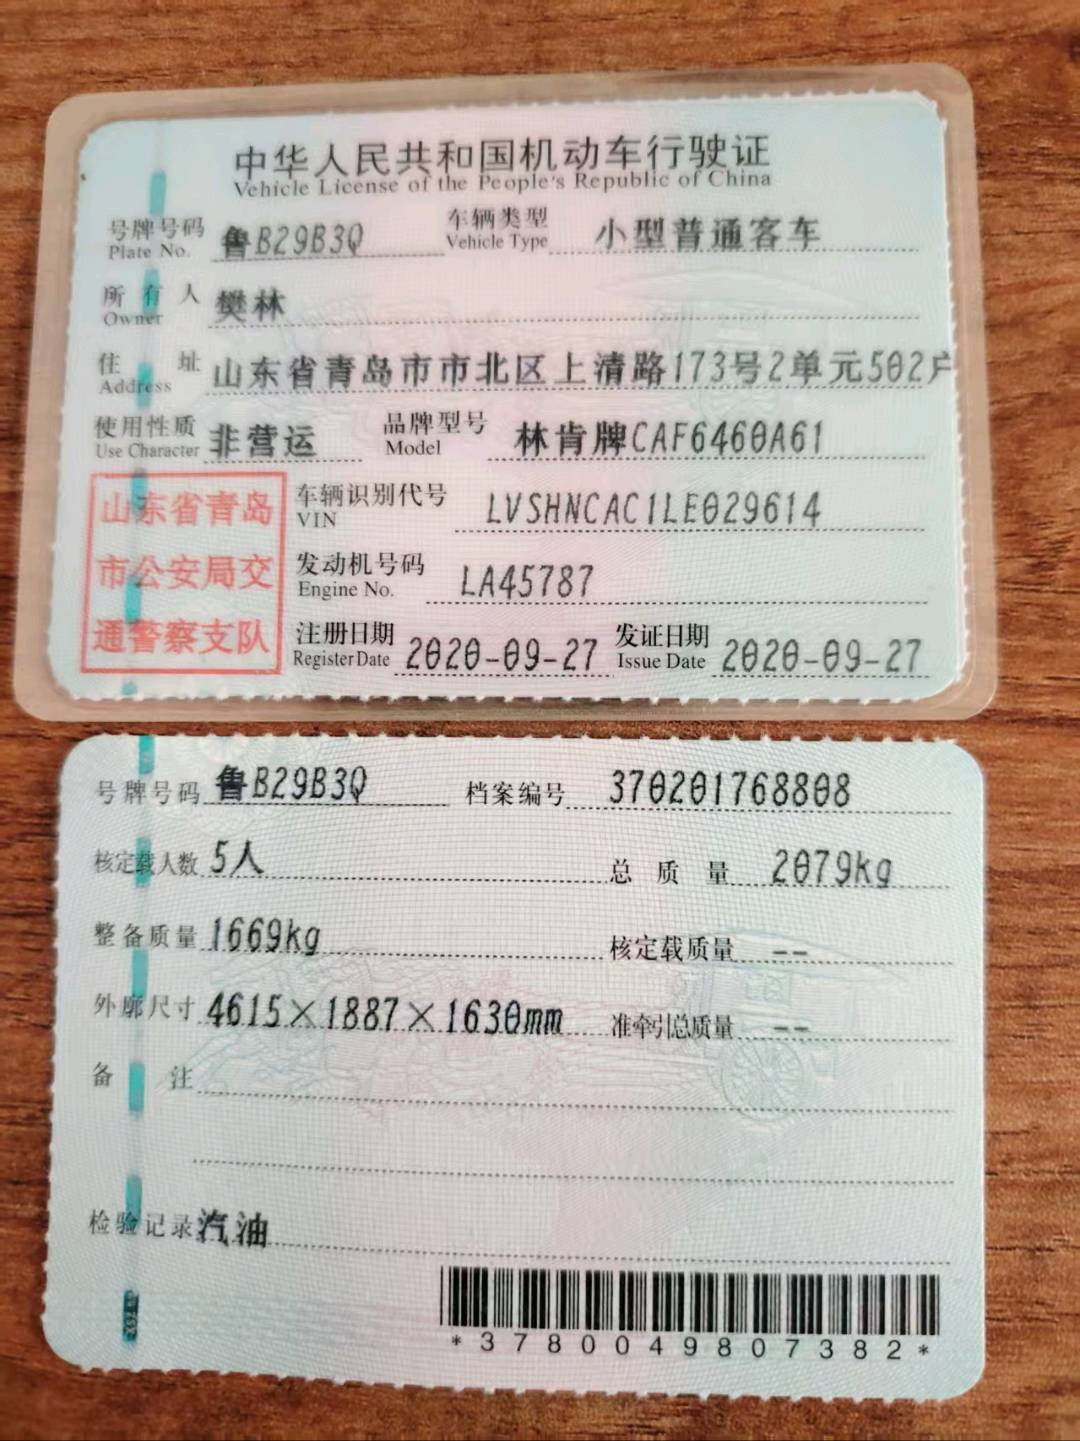 中华人民共和国机动车行驶证
Vehicle License of the People's Republic of China
号牌号码 鲁B29B3Q 车辆类型 小型普通客车
Plate No. Vehicle Type
所有人 樊林
Owner
住址 山东省青岛市市北区上清路173号2单元502户
Address
使用性质 非营运 品牌型号 林肯牌CAF6460A61
Use Character Model
山东省青岛
市公安局交
通警察支队
车辆识别代号 LVSHNCAC1LE029614
VIN
发动机号码 LA45787
Engine No.
注册日期 2020-09-27 发证日期 2020-09-27
Register Date Issue Date
号牌号码 鲁B29B3Q 档案编号 370201768808
核定载人数 5人 总质量 2079kg
整备质量 1669kg 核定载质量 --
外廓尺寸 4615×1887×1630mm 准牵引总质量 --
备注
检验记录 汽油
*3780049807382*